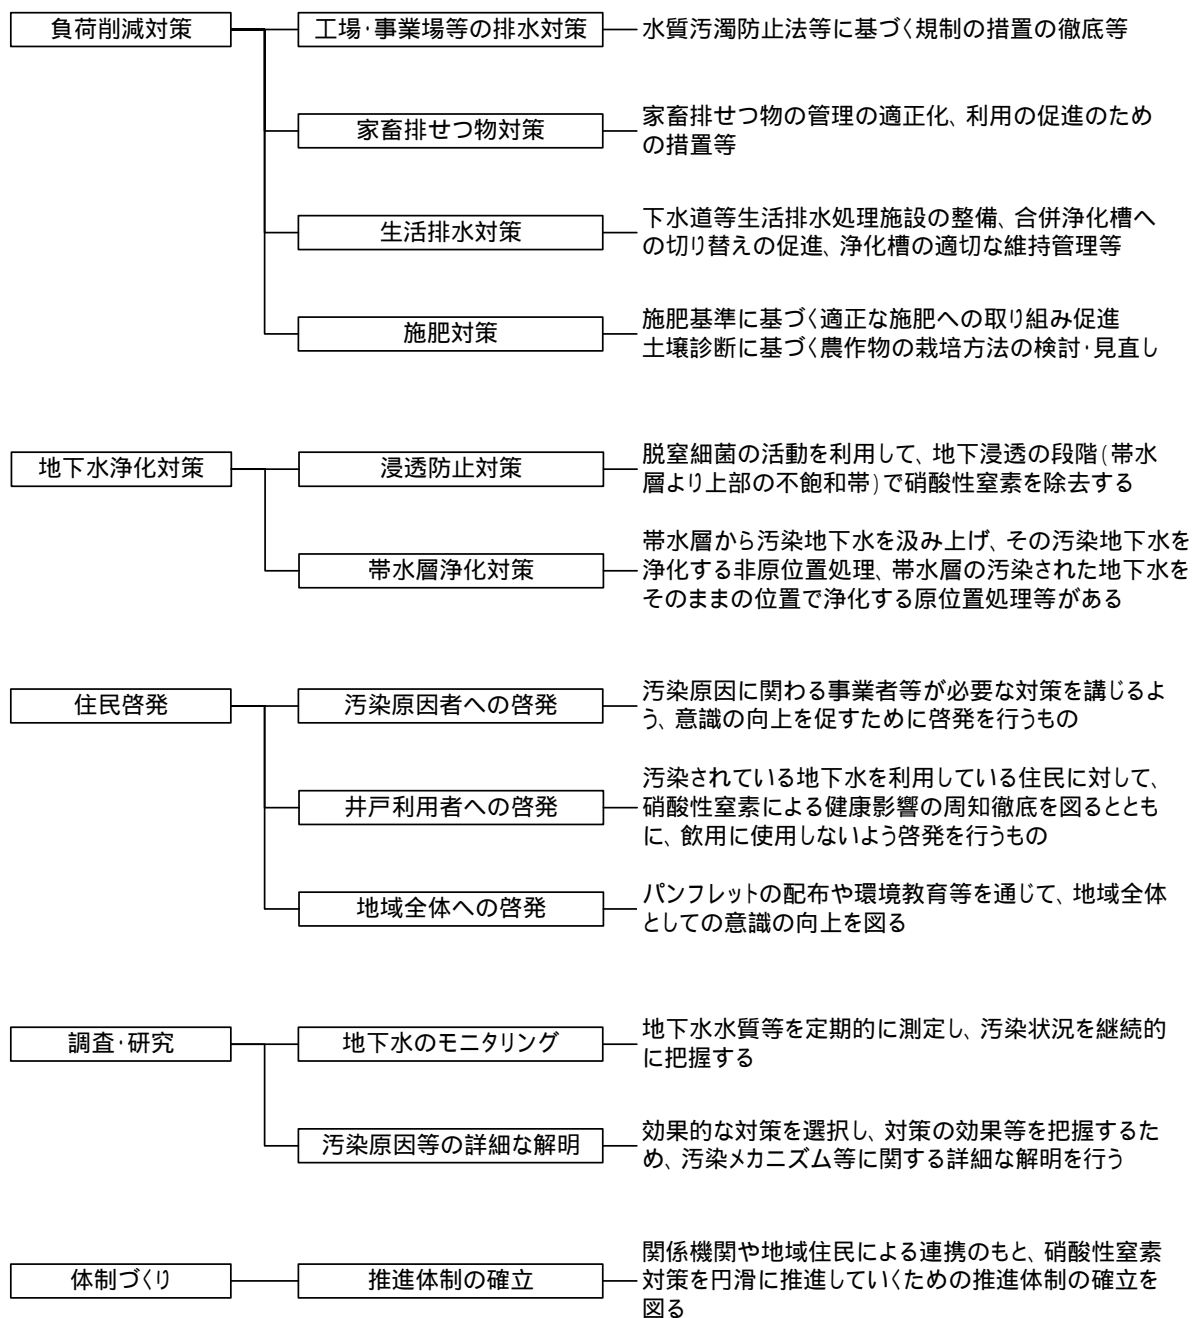 負荷削減対策
工場･事業場等の排水対策
水質汚濁防止法等に基づく規制の措置の徹底等
家畜排せつ物対策
家畜排せつ物の管理の適正化、利用の促進のため
の措置等
生活排水対策
下水道等生活排水処理施設の整備、合併浄化槽へ
の切り替えの促進、浄化槽の適切な維持管理等
施肥対策
施肥基準に基づく適正な施肥への取り組み促進
土壌診断に基づく農作物の栽培方法の検討･見直し
地下水浄化対策
浸透防止対策
脱窒細菌の活動を利用して、地下浸透の段階(帯水
層より上部の不飽和帯)で硝酸性窒素を除去する
帯水層浄化対策
帯水層から汚染地下水を汲み上げ、その汚染地下水を
浄化する非原位置処理、帯水層の汚染された地下水を
そのままの位置で浄化する原位置処理等がある
住民啓発
汚染原因者への啓発
汚染原因に関わる事業者等が必要な対策を講じるよ
う、意識の向上を促すために啓発を行うもの
井戸利用者への啓発
汚染されている地下水を利用している住民に対して、
硝酸性窒素による健康影響の周知徹底を図るととも
に、飲用に使用しないよう啓発を行うもの
地域全体への啓発
パンフレットの配布や環境教育等を通じて、地域全体
としての意識の向上を図る
調査･研究
地下水のモニタリング
地下水水質等を定期的に測定し、汚染状況を継続的
に把握する
汚染原因等の詳細な解明
効果的な対策を選択し、対策の効果等を把握するた
め、汚染メカニズム等に関する詳細な解明を行う
体制づくり
推進体制の確立
関係機関や地域住民による連携のもと、硝酸性窒素
対策を円滑に推進していくための推進体制の確立を
図る